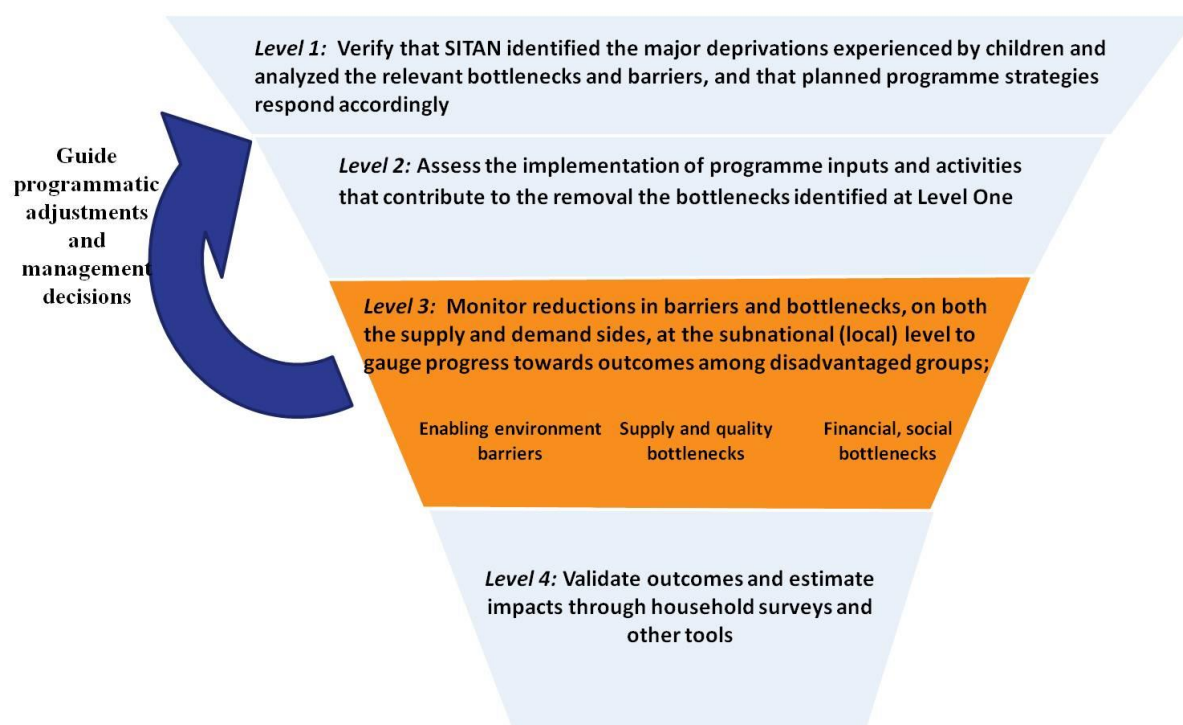 Level 1: Verify that SITAN identified the major deprivations experienced by children and
analyzed the relevant bottlenecks and barriers, and that planned programme strategies
respond accordingly
Guide
programmatic
adjustments
and
management
decisions
Level 2: Assess the implementation of programme inputs and activities
that contribute to the removal the bottlenecks identified at Level One
Level 3: Monitor reductions in barriers and bottlenecks, on both
the supply and demand sides, at the subnational (local) level to
gauge progress towards outcomes among disadvantaged groups;
Enabling environment
barriers
Supply and quality
bottlenecks
Financial, social
bottlenecks
Level 4: Validate outcomes and estimate
impacts through household surveys and
other tools